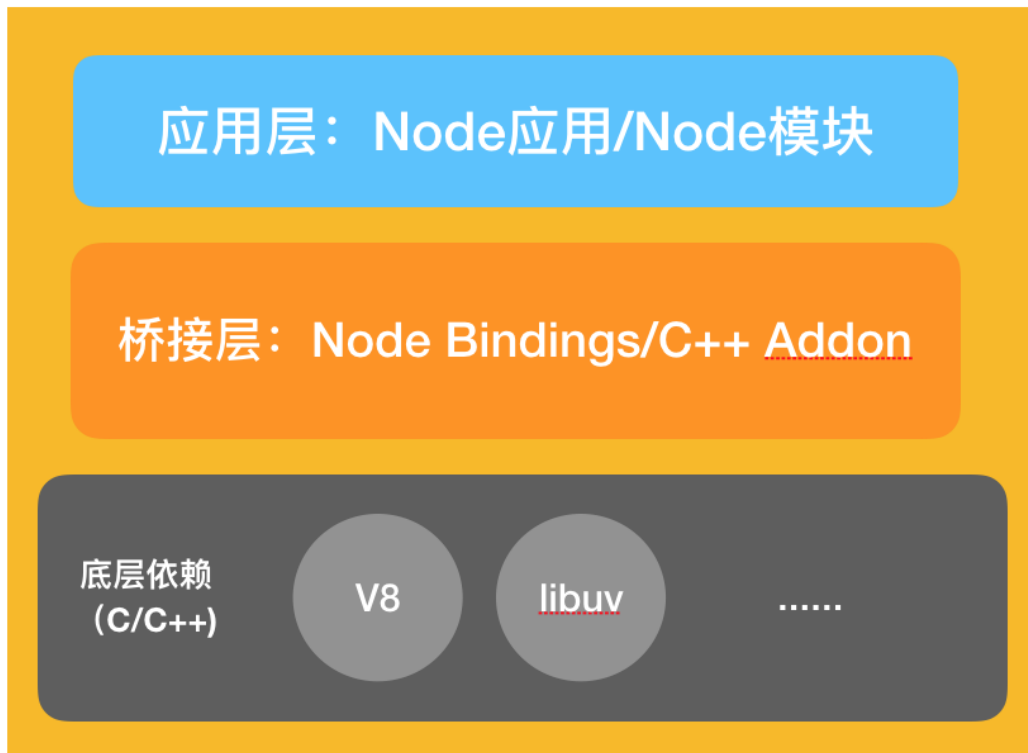 应用层：Node应用/Node模块
桥接层：Node Bindings/C++ Addon
底层依赖
（C/C++)
V8
libuv
......